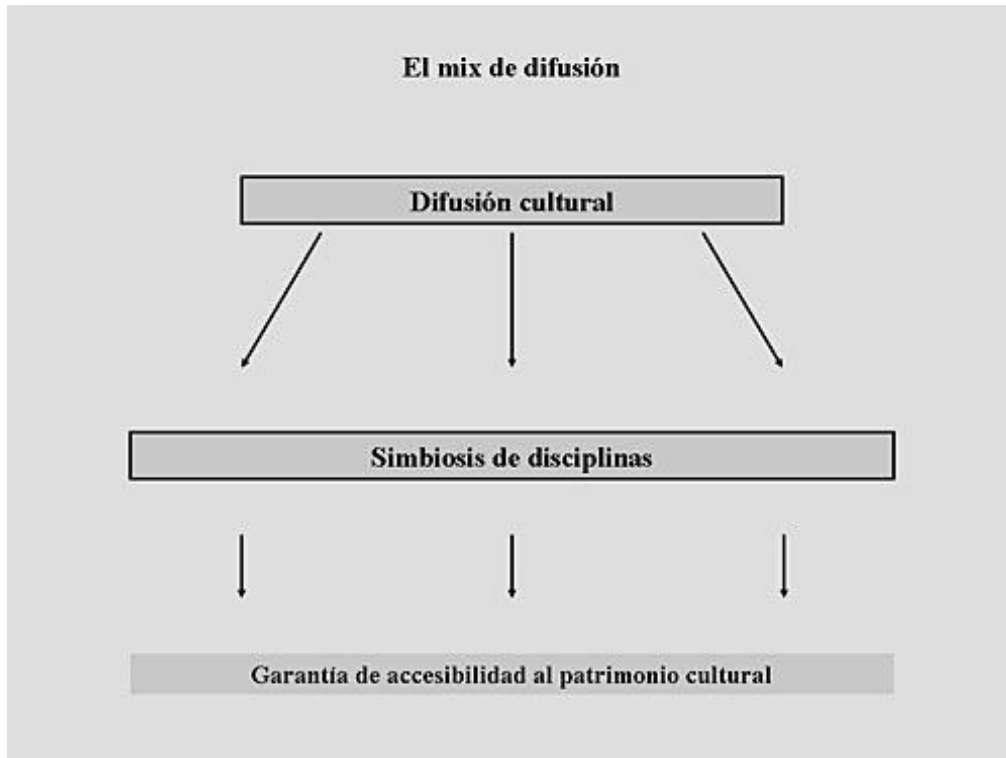 El mix de difusión
Difusión cultural
Simbiosis de disciplinas
Garantía de accesibilidad al patrimonio cultural